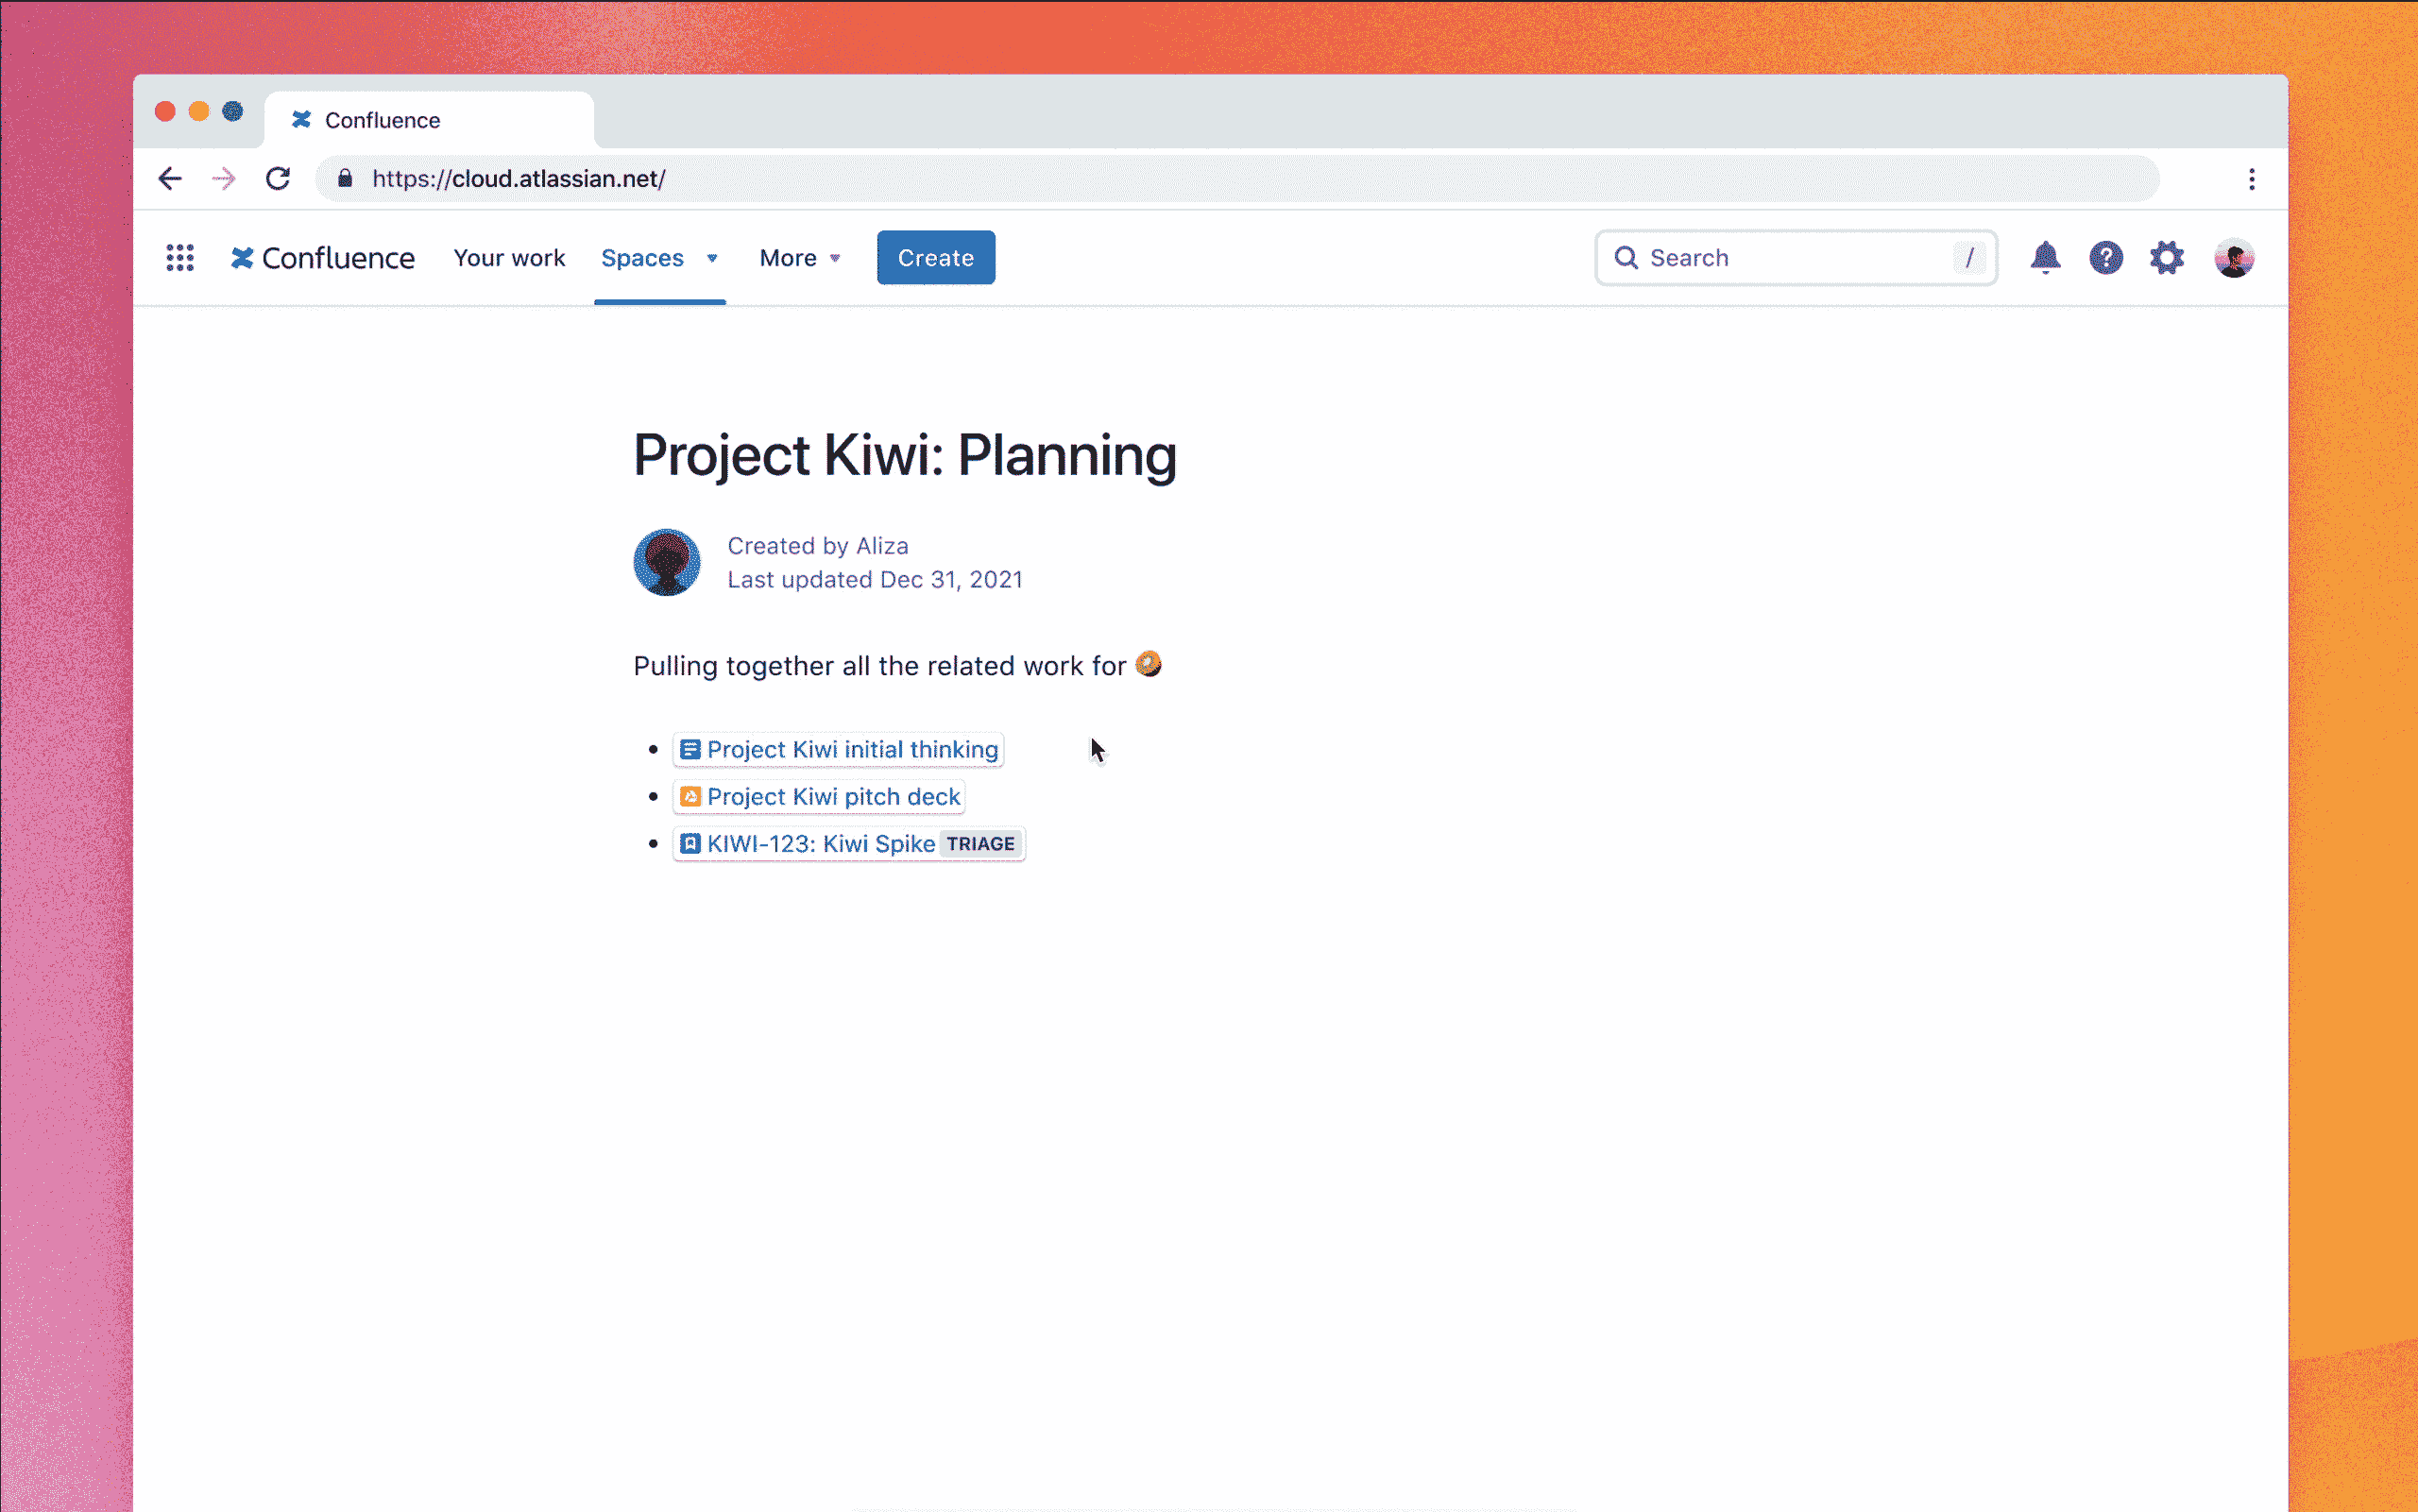 Confluence
https://cloud.atlassian.net/
Confluence Your work Spaces More Create Search /
Project Kiwi: Planning
Created by Aliza
Last updated Dec 31, 2021
Pulling together all the related work for
Project Kiwi initial thinking
Project Kiwi pitch deck
KIWI-123: Kiwi Spike TRIAGE